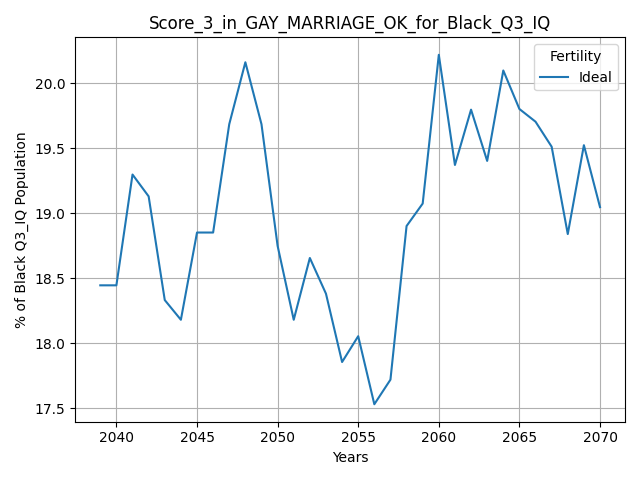 Score_3_in_GAY_MARRIAGE_OK_for_Black_Q3_IQ
Fertility
Ideal
% of Black Q3_IQ Population
20.0
19.5
19.0
18.5
18.0
17.5
2040 2045 2050 2055 2060 2065 2070
Years